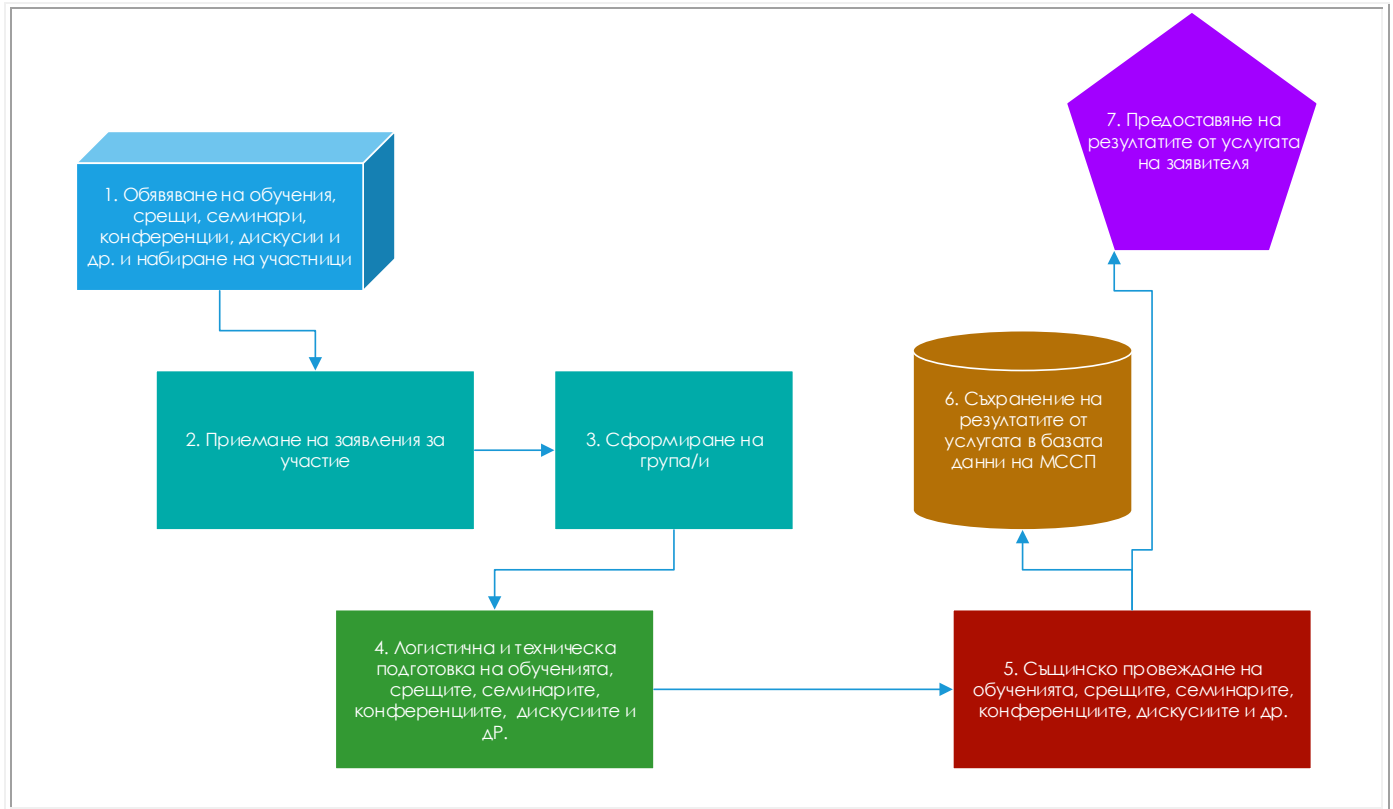 1. Обявяване на обучения,
срещи, семинари,
конференции, дискусии и
др. и набиране на участници
2. Приемане на заявления за
участие
3. Сформиране на
група/и
4. Логистична и техническа
подготовка на обученията,
срещите, семинарите,
конференциите, дискусиите и
дР.
5. Същинско провеждане на
обученията, срещите, семинарите,
конференциите, дискусиите и др.
6. Съхранение на
резултатите от
услугата в базата
данни на МССП
7. Предоставяне на
резултатите от услугата
на заявителя